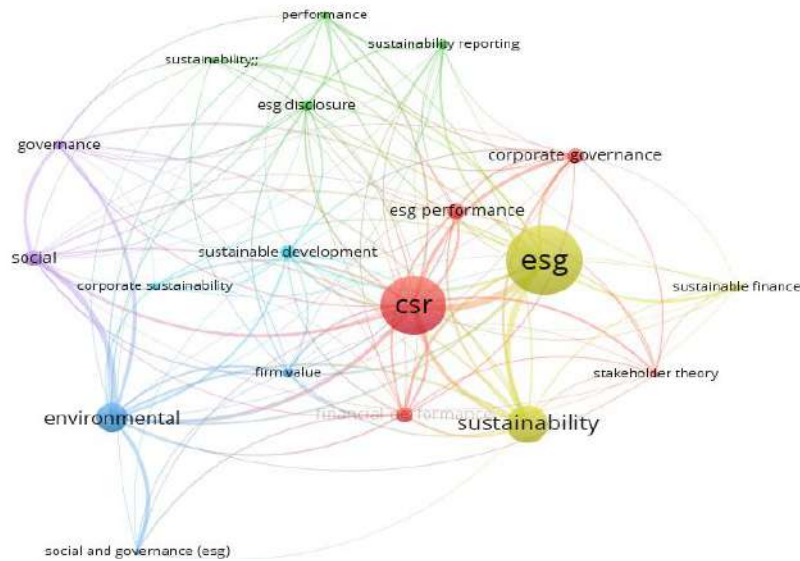 performance
sustainability reporting
sustainability;;
esg disclosure
governance
corporate governance
esg performance
social
sustainable development
esg
corporate sustainability
sustainable finance
csr
firm value
stakeholder theory
environmental
financial performance
sustainability
social and governance (esg)